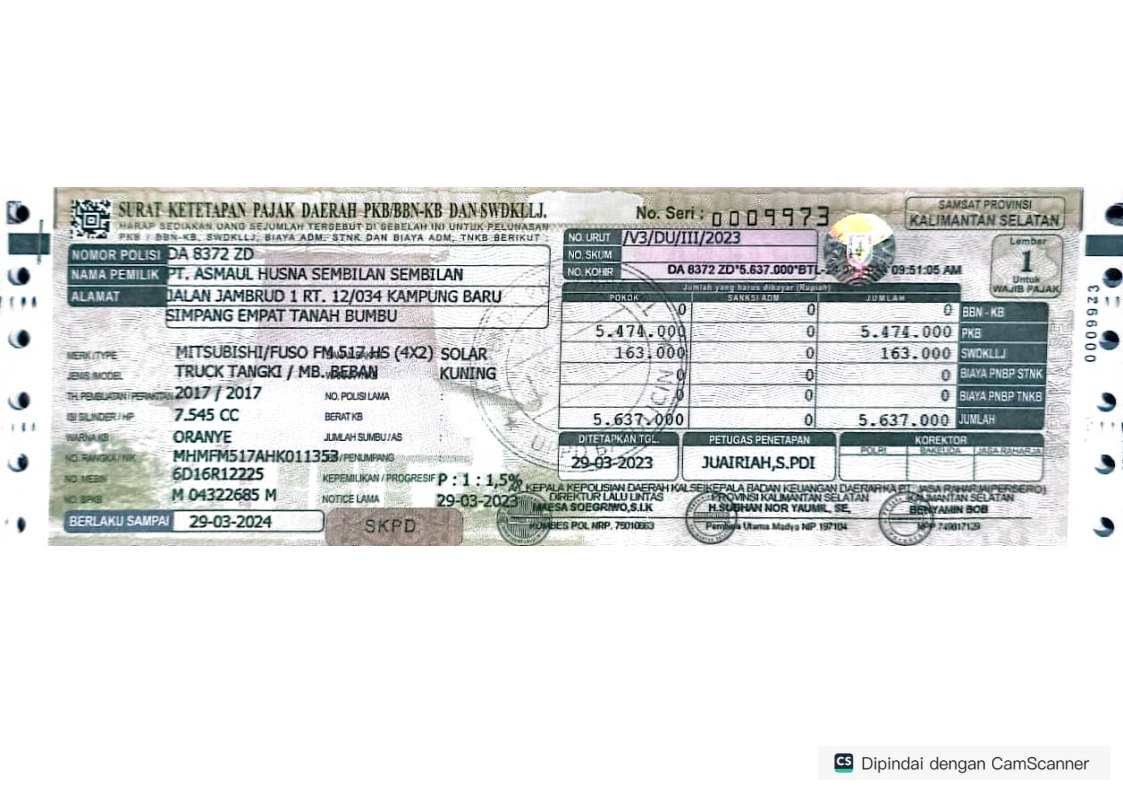 SURAT KETETAPAN PAJAK DAERAH PKB/BBN-KB DAN SWDKLLJ.
HARAP SEDIAKAN UANG SEJUMLAH TERSEBUT DI SEBELAH INI UNTUK PELUNASAN
PKB / BBN-KB, SWDKLLJ, BIAYA ADM. STNK DAN BIAYA ADM. TNKB BERIKUT :
No. Seri : 0009973
SAMSAT PROVINSI
KALIMANTAN SELATAN
NOMOR POLISI DA 8372 ZD
NAMA PEMILIK PT. ASMAUL HUSNA SEMBILAN SEMBILAN
ALAMAT JALAN JAMBRUD 1 RT. 12/034 KAMPUNG BARU
SIMPANG EMPAT TANAH BUMBU
NO. URUT /V3/DU/III/2023
NO. SKUM
NO. KOHIR DA 8372 ZD*5.637.000*BTL- 09:51:05 AM
Lembar
1
Untuk
WAJIB PAJAK
MERK/TYPE MITSUBISHI/FUSO FM 517 HS (4X2) SOLAR
JENIS/MODEL TRUCK TANGKI / MB. BEBAN KUNING
TH. PEMBUATAN / PERAKITAN 2017 / 2017 NO. POLISI LAMA :
ISI SILINDER / HP 7.545 CC BERAT KB :
WARNA KB ORANYE JUMLAH SUMBU/AS :
NO. RANGKA / NIK MHMFM517AHK011353 /PENUMPANG
NO. MESIN 6D16R12225 KEPEMILIKAN / PROGRESIF P : 1 : 1,5%
NO. BPKB M 04322685 M NOTICE LAMA 29-03-2023
BERLAKU SAMPAI 29-03-2024
SKPD
Jumlah yang harus dibayar (Rupiah)
POKOK SANKSI ADM JUMLAH
0 0 0 BBN - KB
5.474.000 0 5.474.000 PKB
163.000 0 163.000 SWDKLLJ
0 0 0 BIAYA PNBP STNK
0 0 0 BIAYA PNBP TNKB
5.637.000 0 5.637.000 JUMLAH
DITETAPKAN TGL. PETUGAS PENETAPAN KOREKTOR
POLRI BAKEUDA JASA RAHARJA
29-03-2023 JUAIRIAH,S.PDI
KEPALA KEPOLISIAN DAERAH KALSEL KEPALA BADAN KEUANGAN DAERAH KA PT. JASA RAHARJA(PERSERO)
DIREKTUR LALU LINTAS PROVINSI KALIMANTAN SELATAN KALIMANTAN SELATAN
MAESA SOEGRIWO,S.I.K H.SUBHAN NOR YAUMIL, SE, BENYAMIN BOB
KOMBES POL NRP. Pembina Utama Madya NIP 197104
0009923
CS Dipindai dengan CamScanner